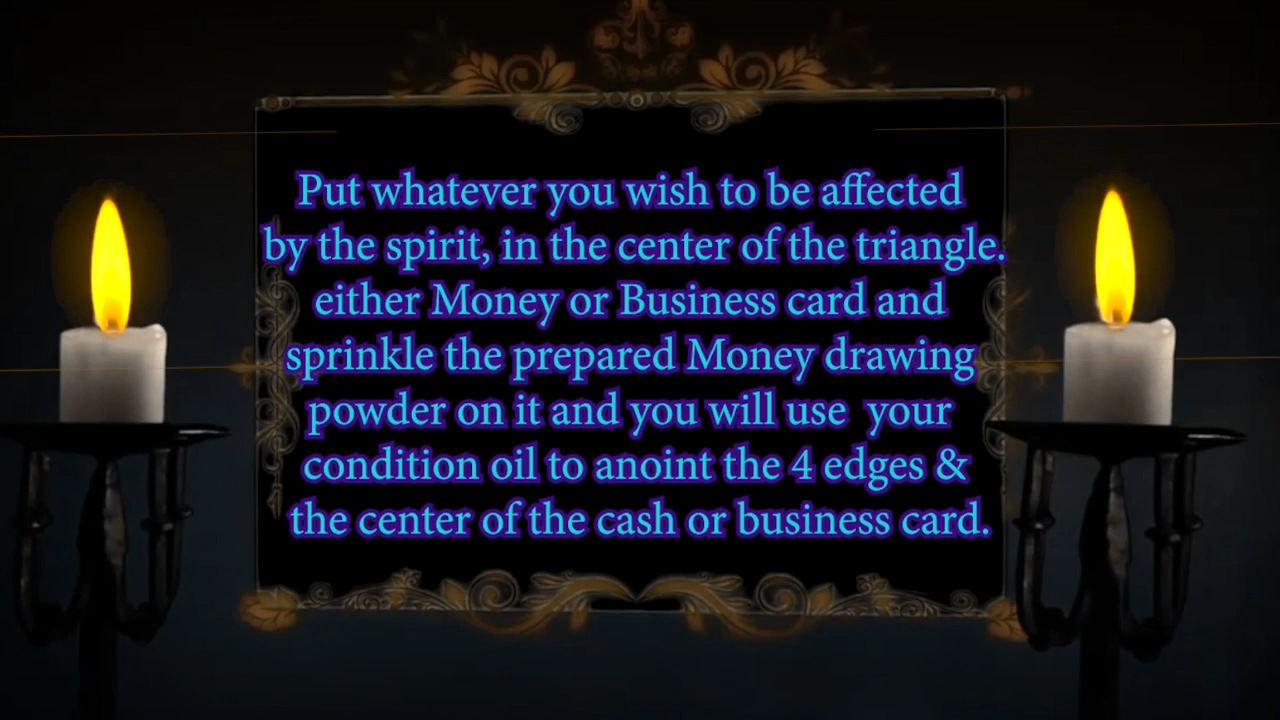 Put whatever you wish to be affected
by the spirit, in the center of the triangle.
either Money or Business card and
sprinkle the prepared Money drawing
powder on it and you will use  your
condition oil to anoint the 4 edges &
the center of the cash or business card.